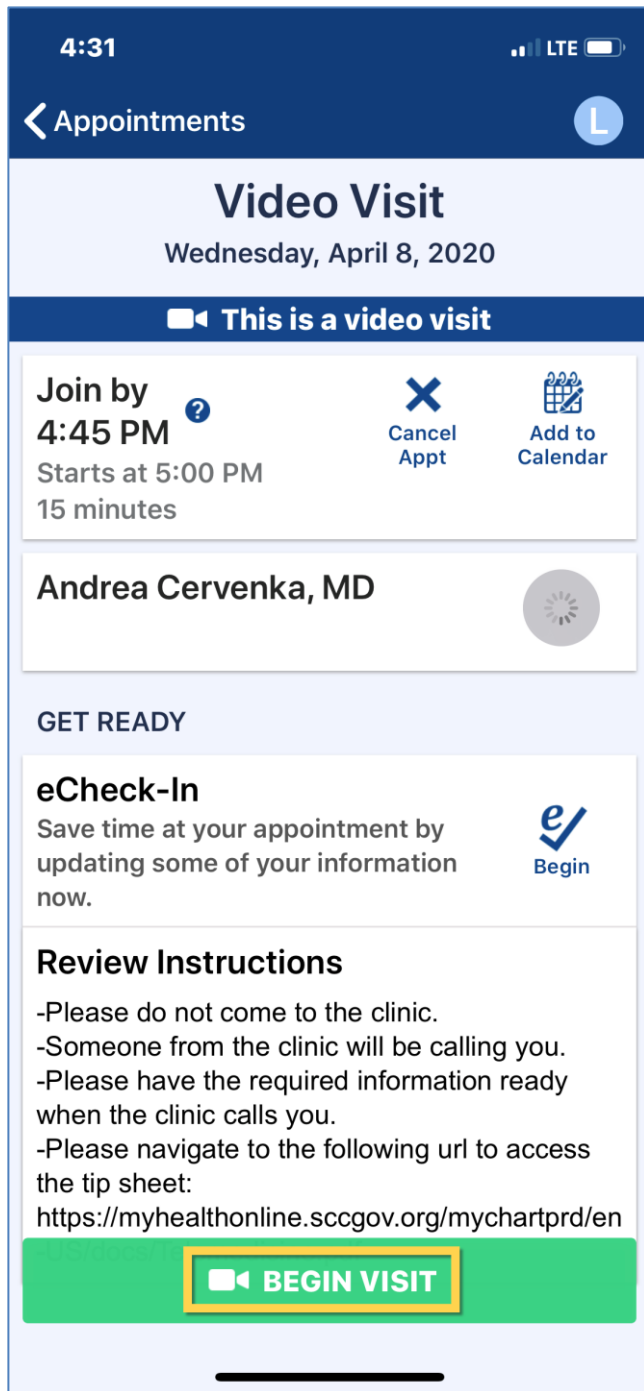 4:31
LTE
Appointments
L
Video Visit
Wednesday, April 8, 2020
This is a video visit
Join by
4:45 PM
?
Starts at 5:00 PM
15 minutes
Cancel
Appt
Add to
Calendar
Andrea Cervenka, MD
GET READY
eCheck-In
Save time at your appointment by
updating some of your information
now.
e
Begin
Review Instructions
-Please do not come to the clinic.
-Someone from the clinic will be calling you.
-Please have the required information ready
when the clinic calls you.
-Please navigate to the following url to access
the tip sheet:
https://myhealthonline.sccgov.org/mychartprd/en
-US/docs/
BEGIN VISIT